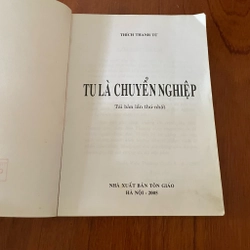 THÍCH THANH TỪ
TU LÀ CHUYỂN NGHIỆP
Tái bản lần thứ nhất
NHÀ XUẤT BẢN TÔN GIÁO
HÀ NỘI - 2005